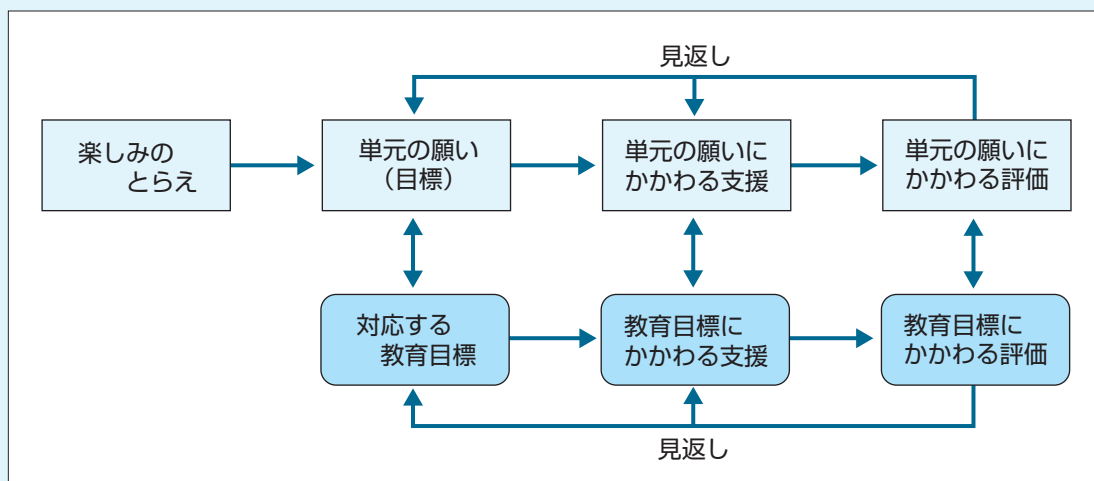 見返し
楽しみの
とらえ
単元の願い
（目標）
単元の願いに
かかわる支援
単元の願いに
かかわる評価
対応する
教育目標
教育目標に
かかわる支援
教育目標に
かかわる評価
見返し